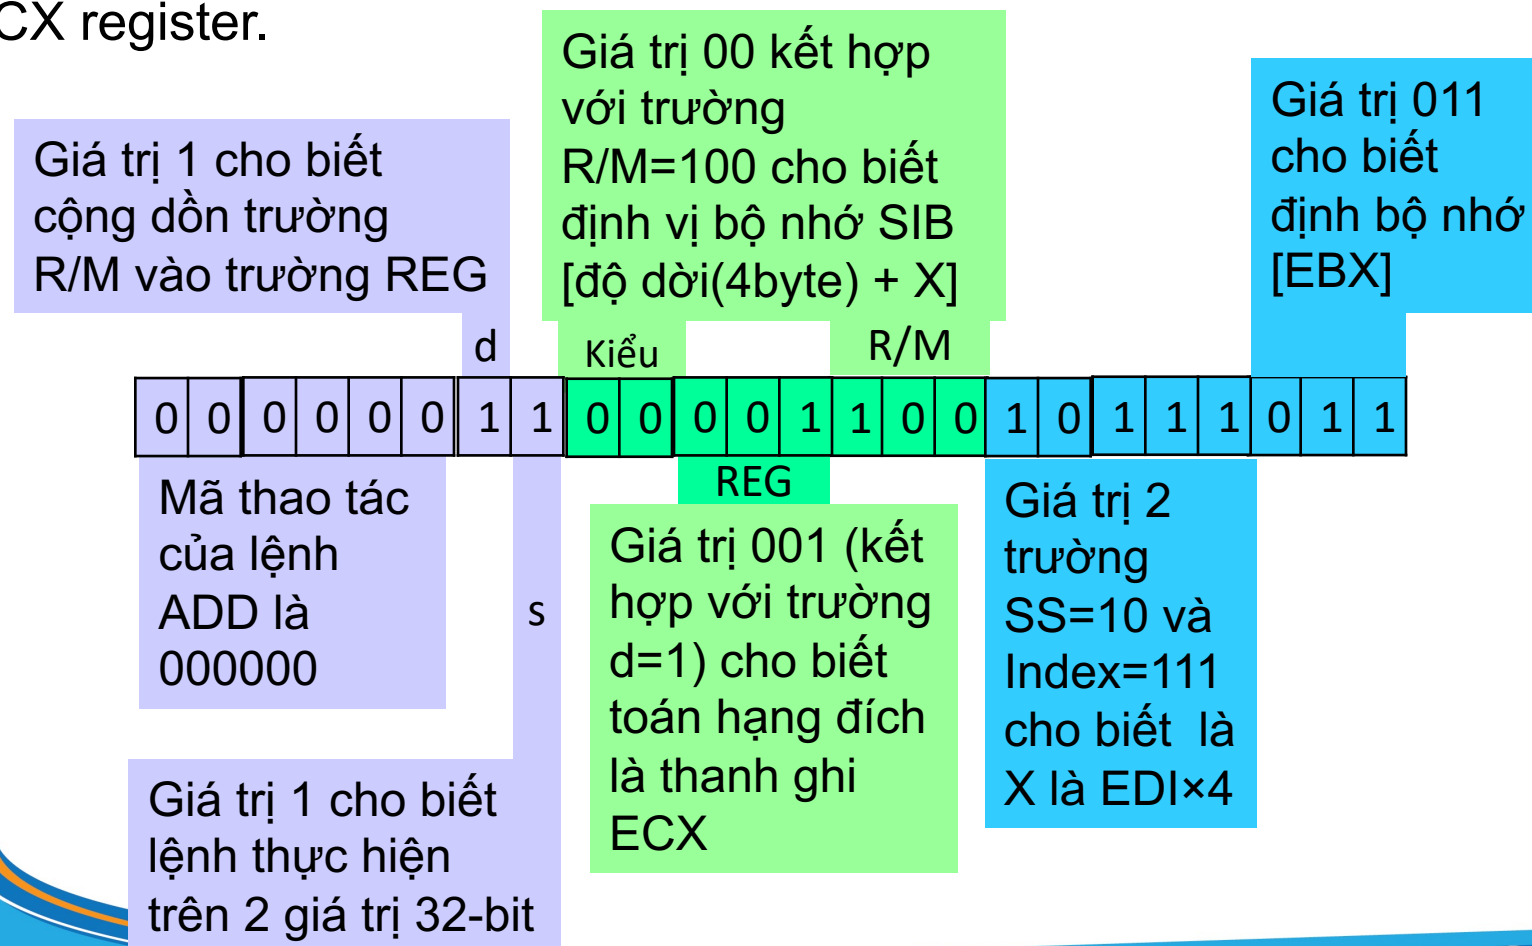 CX register.
Giá trị 1 cho biết
cộng dồn trường
R/M vào trường REG
Giá trị 00 kết hợp
với trường
R/M=100 cho biết
định vị bộ nhớ SIB
[độ dời(4byte) + X]
Giá trị 011
cho biết
định bộ nhớ
[EBX]
d Kiểu R/M
0 0 0 0 0 0 1 1 0 0 0 0 1 1 0 0 1 0 1 1 1 0 1 1
REG
Mã thao tác
của lệnh
ADD là
000000
s
Giá trị 001 (kết
hợp với trường
d=1) cho biết
toán hạng đích
là thanh ghi
ECX
Giá trị 2
trường
SS=10 và
Index=111
cho biết là
X là EDI×4
Giá trị 1 cho biết
lệnh thực hiện
trên 2 giá trị 32-bit